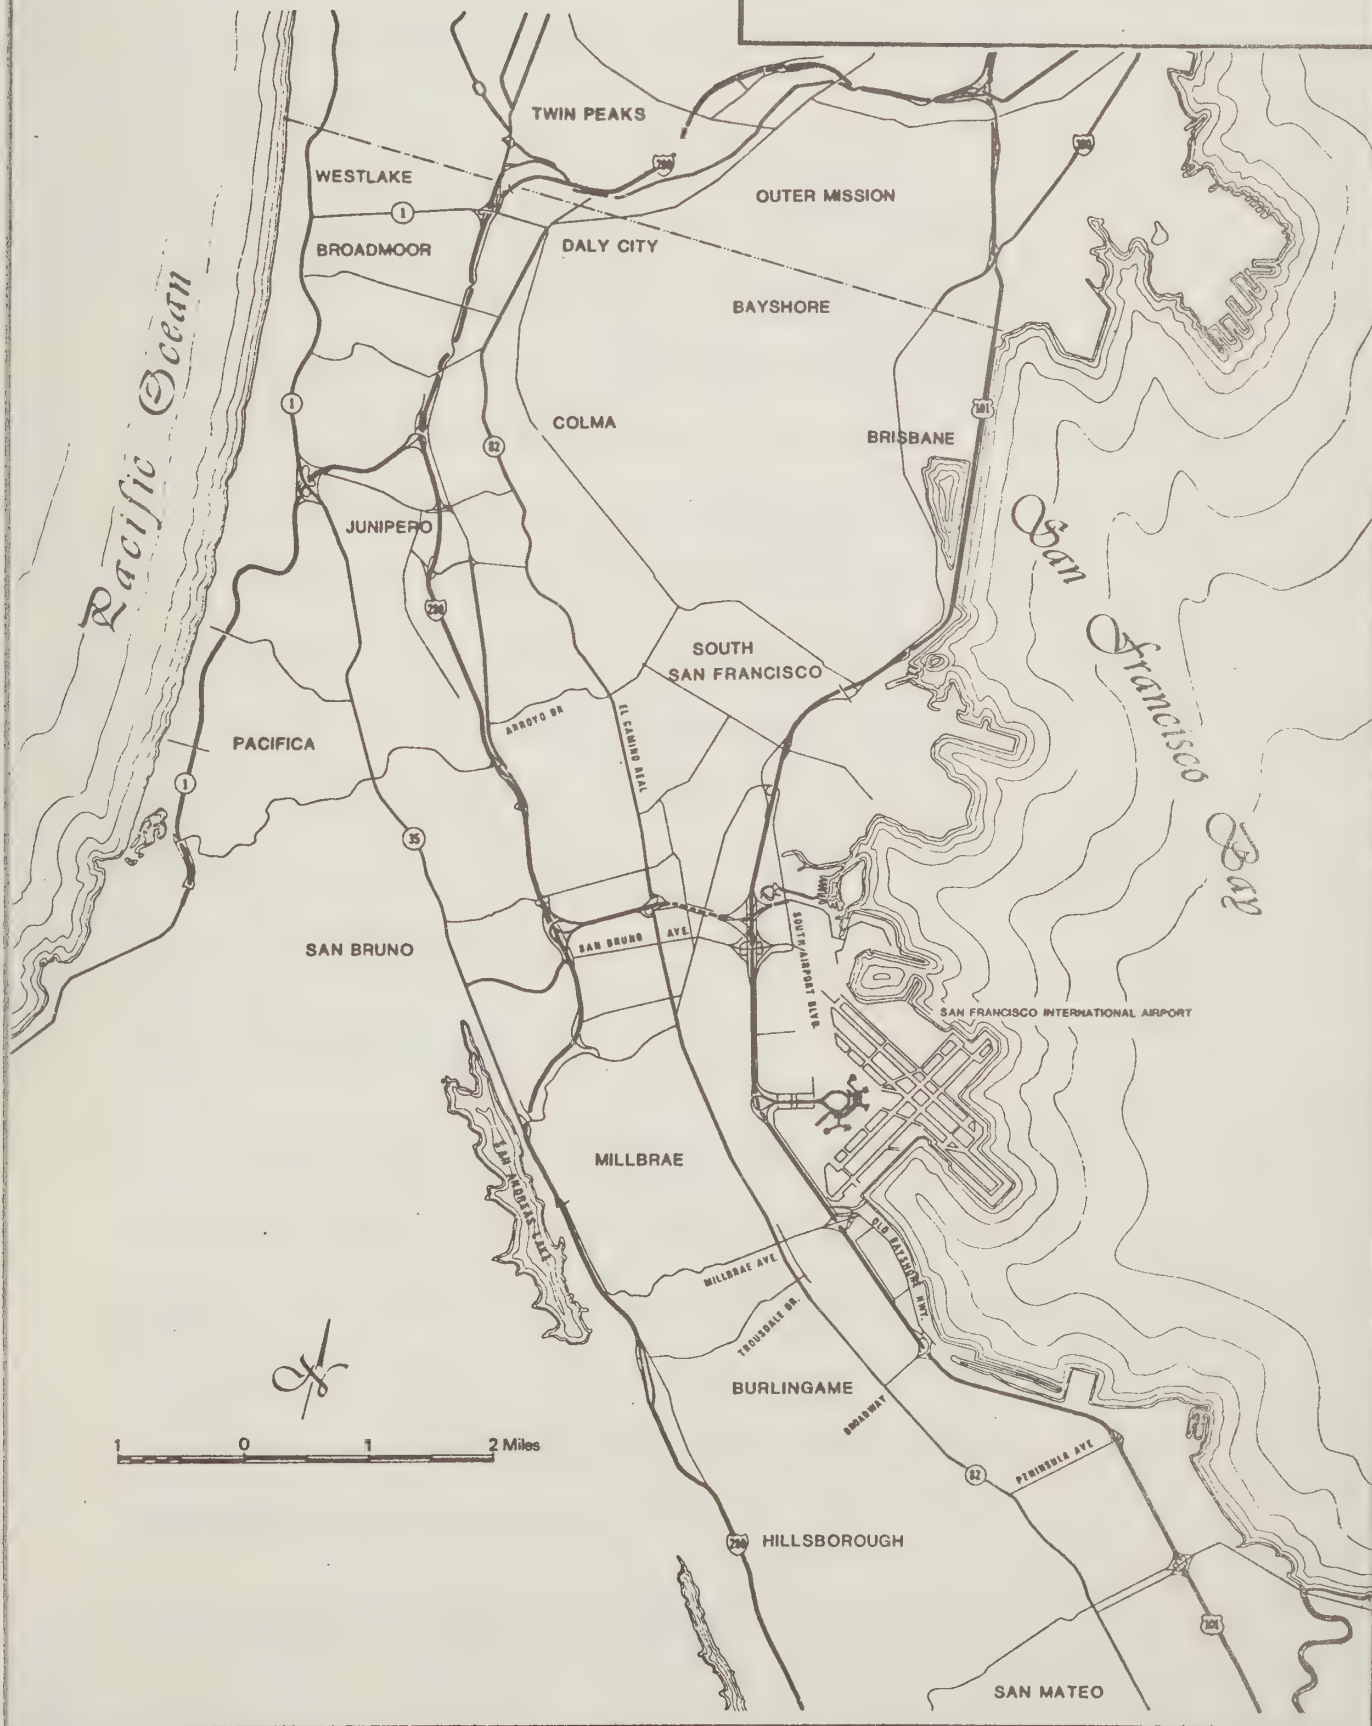 TWIN PEAKS
280
280
WESTLAKE
OUTER MISSION
1
BROADMOOR
DALY CITY
Pacific Ocean
BAYSHORE
1
101
COLMA
BRISBANE
82
San Francisco Bay
JUNIPERO
280
SOUTH
SAN FRANCISCO
ARROYO DR
EL CAMINO REAL
PACIFICA
1
35
SAN BRUNO
SAN BRUNO AVE.
SOUTH AIRPORT BLVD.
SAN FRANCISCO INTERNATIONAL AIRPORT
MILLBRAE
SAN ANDREAS LAKE
MILLBRAE AVE.
OLD BAYSHORE HWY.
TROUSDALE DR.
BURLINGAME
BROADWAY
1 0 1 2 Miles
82
PENINSULA AVE
280
HILLSBOROUGH
101
SAN MATEO